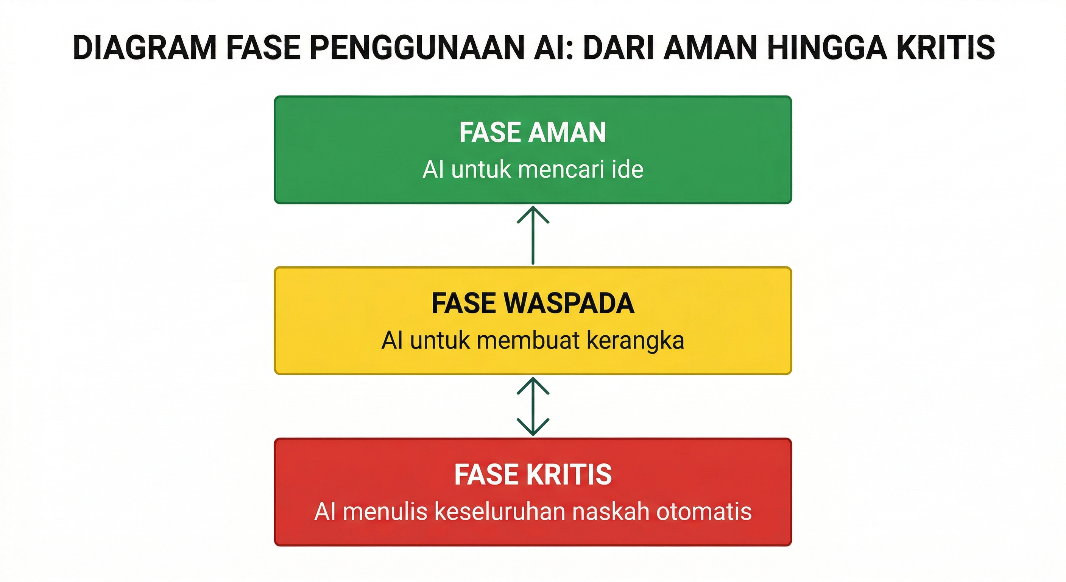 DIAGRAM FASE PENGGUNAAN AI: DARI AMAN HINGGA KRITIS
FASE AMAN
AI untuk mencari ide
FASE WASPADA
AI untuk membuat kerangka
FASE KRITIS
AI menulis keseluruhan naskah otomatis